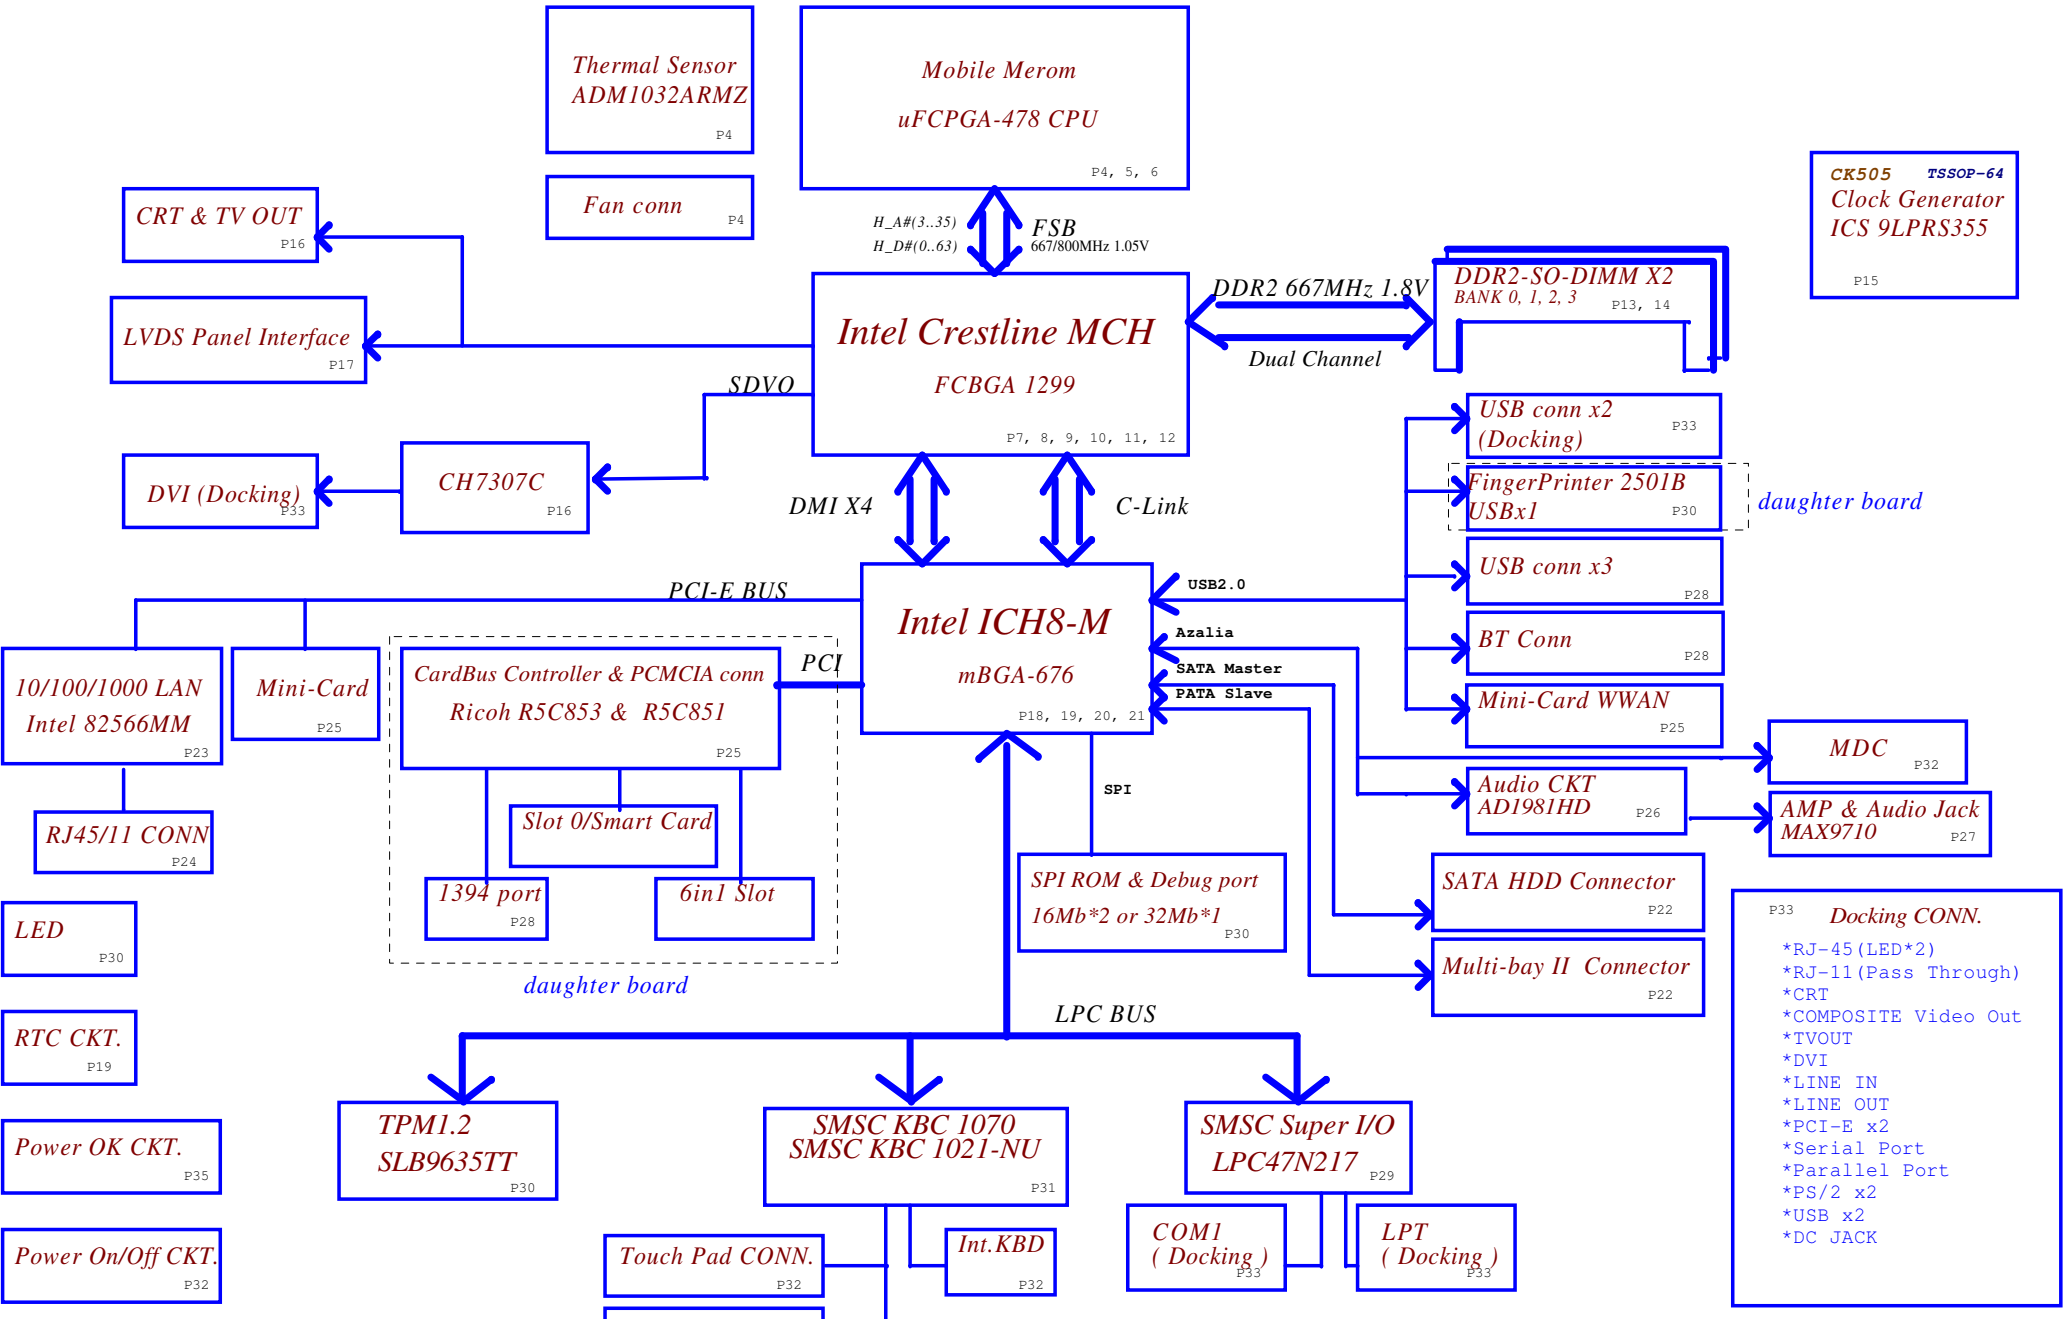 Thermal Sensor
ADM1032ARMZ
P4
Mobile Merom
uFCPGA-478 CPU
P4, 5, 6
CK505 TSSOP-64
Clock Generator
ICS 9LPRS355
P15
Fan conn
P4
CRT & TV OUT
P16
H_A#(3..35)
H_D#(0..63)
FSB
667/800MHz 1.05V
LVDS Panel Interface
P17
Intel Crestline MCH
FCBGA 1299
P7, 8, 9, 10, 11, 12
DDR2 667MHz 1.8V
Dual Channel
DDR2-SO-DIMM X2
BANK 0, 1, 2, 3
P13, 14
SDVO
DVI (Docking)
P33
CH7307C
P16
DMI X4
C-Link
USB conn x2
(Docking)
P33
FingerPrinter 2501B
USBx1
P30
daughter board
USB conn x3
P28
BT Conn
P28
Mini-Card WWAN
P25
PCI-E BUS
Intel ICH8-M
mBGA-676
P18, 19, 20, 21
USB2.0
Azalia
SATA Master
PATA Slave
10/100/1000 LAN
Intel 82566MM
P23
Mini-Card
P25
CardBus Controller & PCMCIA conn
Ricoh R5C853 & R5C851
P25
PCI
MDC
P32
Audio CKT
AD1981HD
P26
AMP & Audio Jack
MAX9710
P27
SPI
RJ45/11 CONN
P24
Slot 0/Smart Card
1394 port
P28
6in1 Slot
daughter board
SPI ROM & Debug port
16Mb*2 or 32Mb*1
P30
SATA HDD Connector
P22
Multi-bay II Connector
P22
LED
P30
RTC CKT.
P19
Power OK CKT.
P35
Power On/Off CKT.
P32
LPC BUS
TPM1.2
SLB9635TT
P30
SMSC KBC 1070
SMSC KBC 1021-NU
P31
SMSC Super I/O
LPC47N217
P29
Touch Pad CONN.
P32
Int.KBD
P32
COM1
( Docking )
P33
LPT
( Docking )
P33
P33 Docking CONN.
*RJ-45(LED*2)
*RJ-11(Pass Through)
*CRT
*COMPOSITE Video Out
*TVOUT
*DVI
*LINE IN
*LINE OUT
*PCI-E x2
*Serial Port
*Parallel Port
*PS/2 x2
*USB x2
*DC JACK